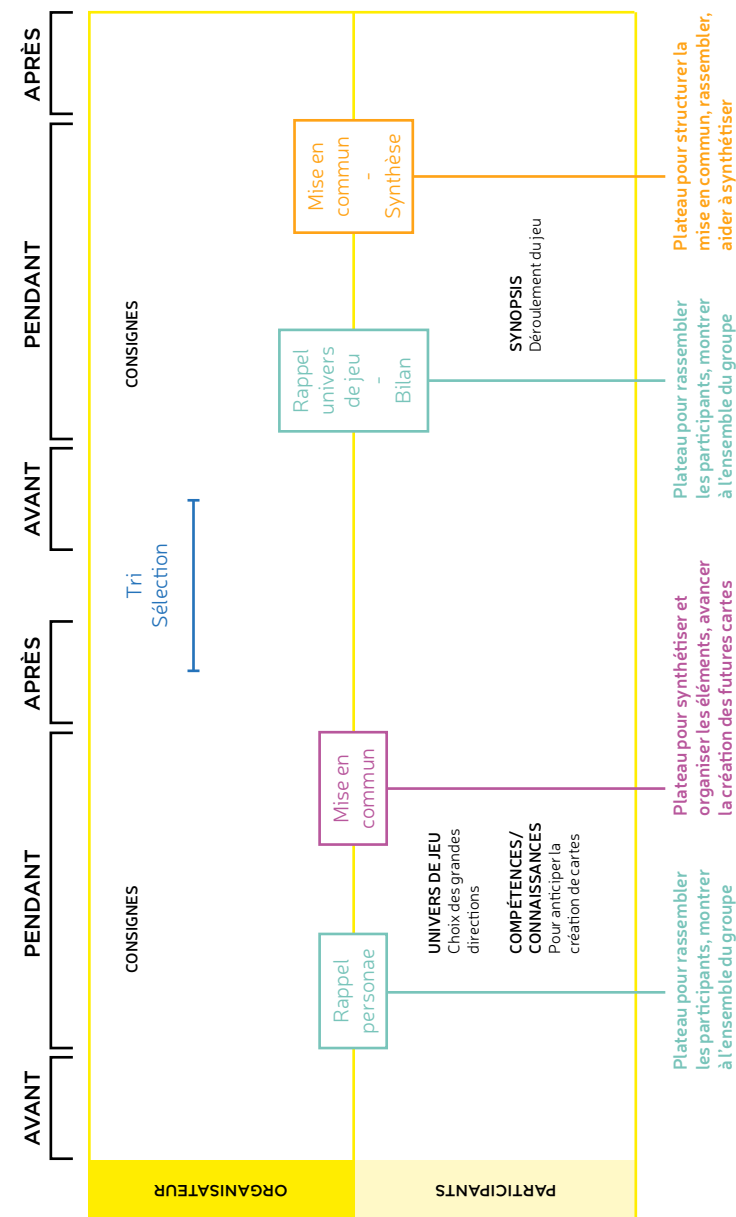 AVANT
PENDANT
APRÈS
AVANT
PENDANT
APRÈS
ORGANISATEUR
CONSIGNES
Tri
Sélection
CONSIGNES
Rappel
personae
Mise en
commun
Rappel
univers
de jeu
-
Bilan
Mise en
commun
-
Synthèse
PARTICIPANTS
UNIVERS DE JEU
Choix des grandes
directions
COMPÉTENCES/
CONNAISSANCES
Pour anticiper la
création de cartes
SYNOPSIS
Déroulement du jeu
Plateau pour rassembler
les participants, montrer
à l'ensemble du groupe
Plateau pour synthétiser et
organiser les éléments, avancer
la création des futures cartes
Plateau pour rassembler
les participants, montrer
à l'ensemble du groupe
Plateau pour structurer la
mise en commun, rassembler,
aider à synthétiser